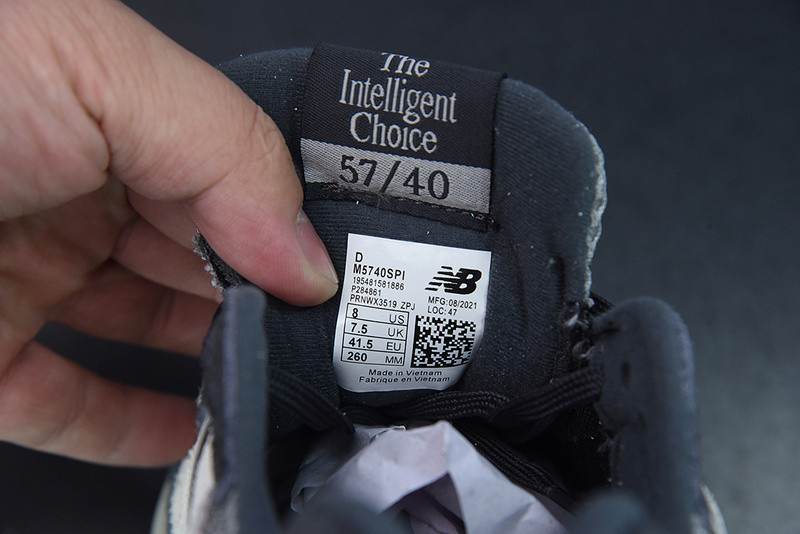 The
Intelligent
Choice
57/40
D
M5740SPI
195481581886
P284861
PRNWX3519 ZPJ
NB
MFG: 08/2021
LOC: 47
8 US
7.5 UK
41.5 EU
260 MM
Made in Vietnam
Fabrique en Vietnam